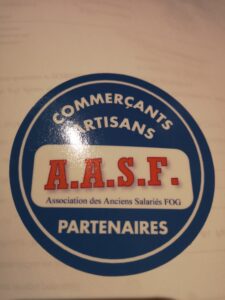 COMMERÇANTS
ARTISANS
A.A.S.F.
Association des Anciens Salariés FOG
PARTENAIRES